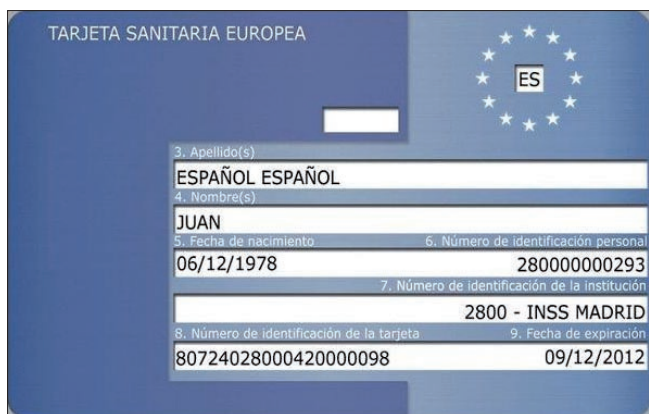 TARJETA SANITARIA EUROPEA
ES
3. Apellido(s)
ESPAÑOL ESPAÑOL
4. Nombre(s)
JUAN
5. Fecha de nacimiento 6. Número de identificación personal
06/12/1978 280000000293
7. Número de identificación de la institución
2800 - INSS MADRID
8. Número de identificación de la tarjeta 9. Fecha de expiración
80724028000420000098 09/12/2012